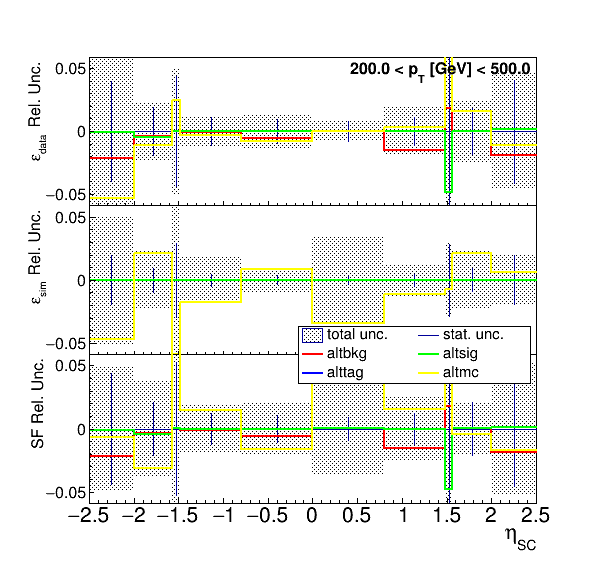 200.0 < p_T [GeV] < 500.0
ε_data Rel. Unc.
0.05
0
−0.05
ε_sim Rel. Unc.
0.05
0
−0.05
total unc.
stat. unc.
altbkg
altsig
alttag
altmc
SF Rel. Unc.
0.05
0
−0.05
−2.5 −2 −1.5 −1 −0.5 0 0.5 1 1.5 2 2.5
η_SC